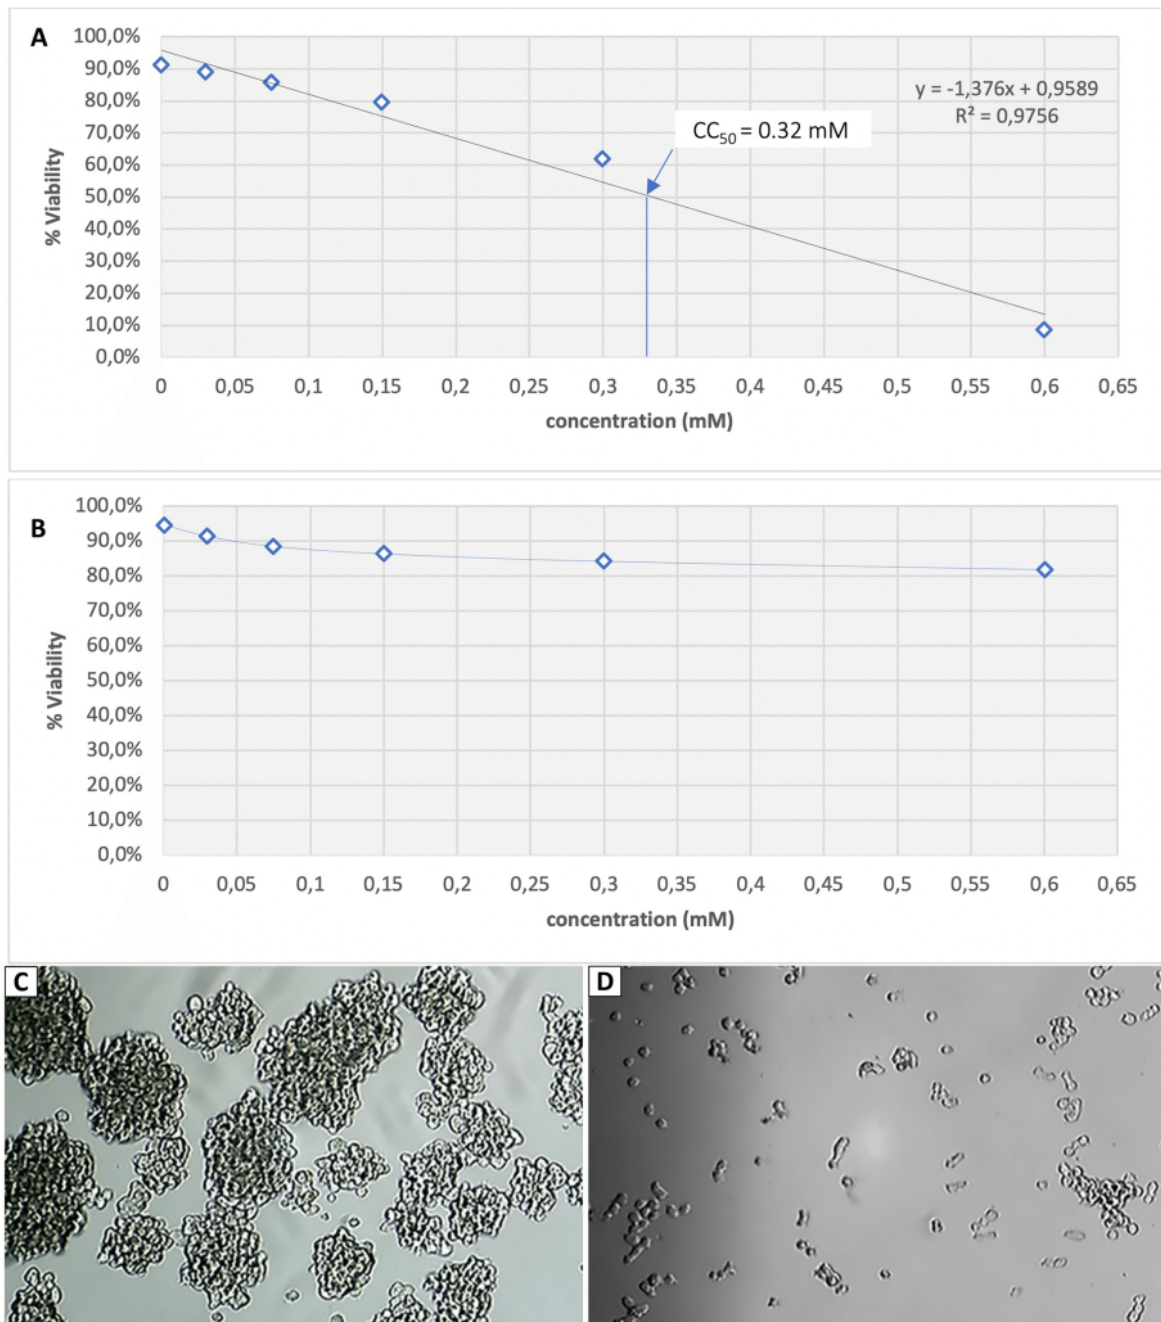 A
100,0%
90,0%
80,0%
70,0%
60,0%
50,0%
40,0%
30,0%
20,0%
10,0%
0,0%
% Viability
y = -1,376x + 0,9589
R² = 0,9756
CC₅₀ = 0.32 mM
0 0,05 0,1 0,15 0,2 0,25 0,3 0,35 0,4 0,45 0,5 0,55 0,6 0,65
concentration (mM)
B
100,0%
90,0%
80,0%
70,0%
60,0%
50,0%
40,0%
30,0%
20,0%
10,0%
0,0%
% Viability
0 0,05 0,1 0,15 0,2 0,25 0,3 0,35 0,4 0,45 0,5 0,55 0,6 0,65
concentration (mM)
C
D